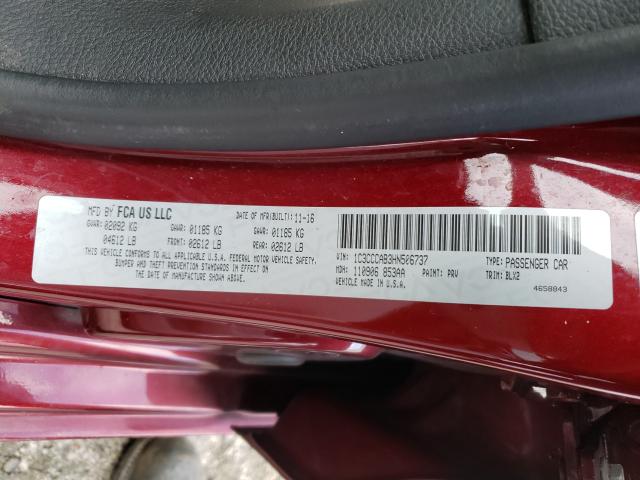 MFD BY FCA US LLC DATE OF MFR(BUILT): 11-16
GVWR: 02092 KG GAWR: 01185 KG GAWR: 01185 KG
04612 LB FRONT: 02612 LB REAR: 02612 LB
THIS VEHICLE CONFORMS TO ALL APPLICABLE
U.S.A. FEDERAL MOTOR VEHICLE SAFETY,
BUMPER AND THEFT PREVENTION STANDARDS IN EFFECT ON
THE DATE OF MANUFACTURE SHOWN ABOVE.
VIN: 1C3CCCAB3HN506737 TYPE: PASSENGER CAR
MDH: 110906 853AA PAINT: PRV TRIM: BLX2
VEHICLE MADE IN U.S.A.
4658843